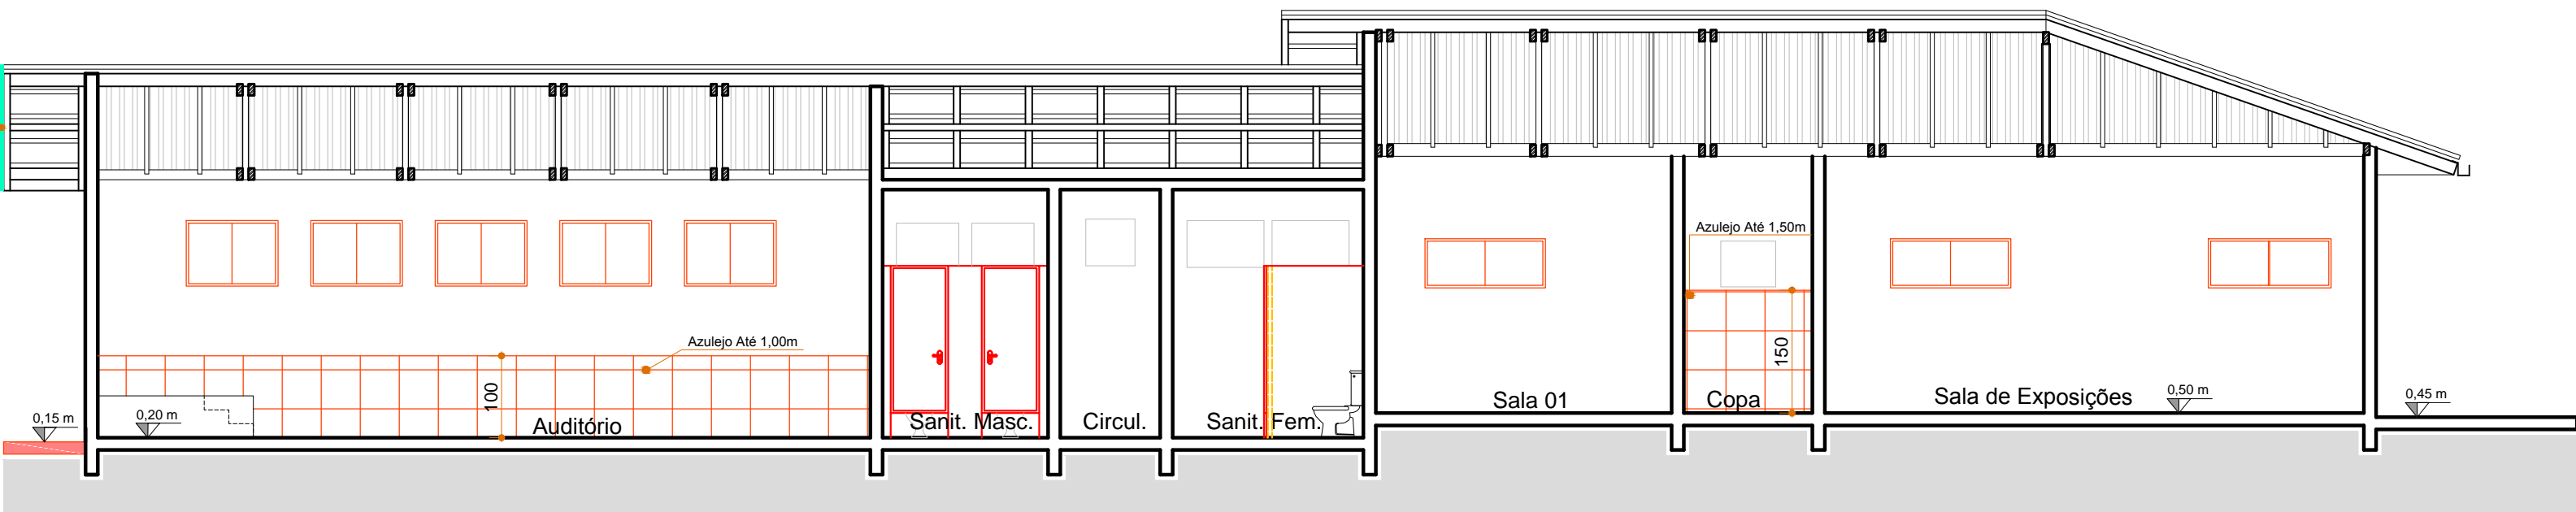 Azulejo Até 1,50m
Azulejo Até 1,00m
150
100
0,15 m
0,20 m
Auditório
Sanit. Masc.
Circul.
Sanit. Fem.
Sala 01
Copa
Sala de Exposições
0,50 m
0,45 m